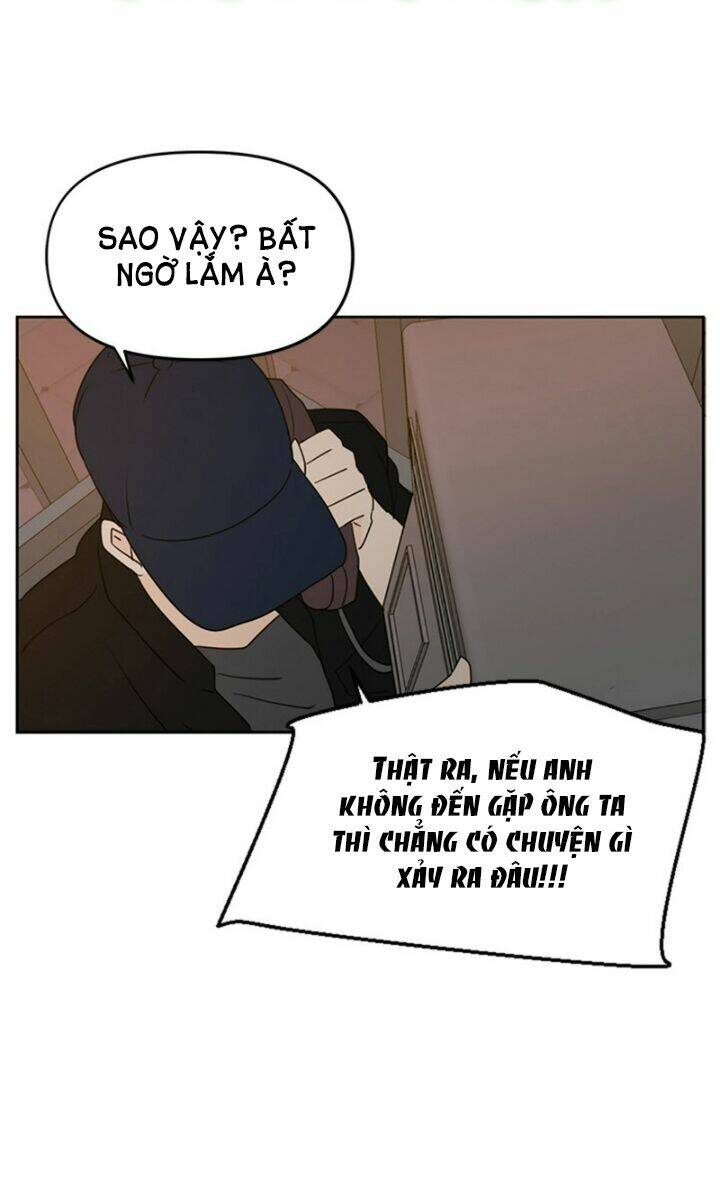 SAO VẬY? BẤT
NGỜ LẮM À?
THẬT RA, NẾU ANH
KHÔNG ĐẾN GẶP ÔNG TA
THÌ CHẲNG CÓ CHUYỆN GÌ
XẢY RA ĐÂU!!!